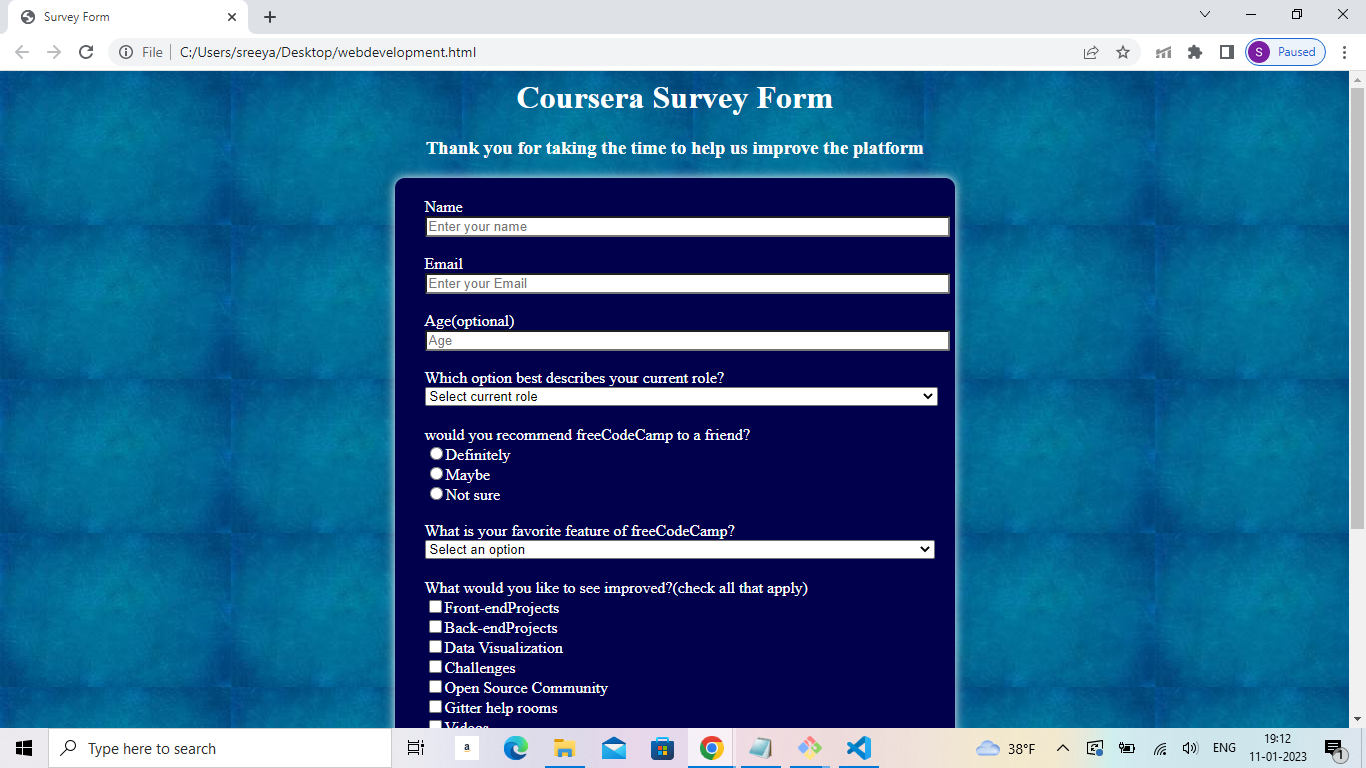 Survey Form
File
C:/Users/sreeya/Desktop/webdevelopment.html
S
Paused
Coursera Survey Form
Thank you for taking the time to help us improve the platform
Name
Enter your name
Email
Enter your Email
Age(optional)
Age
Which option best describes your current role?
Select current role
would you recommend freeCodeCamp to a friend?
Definitely
Maybe
Not sure
What is your favorite feature of freeCodeCamp?
Select an option
What would you like to see improved?(check all that apply)
Front-endProjects
Back-endProjects
Data Visualization
Challenges
Open Source Community
Gitter help rooms
Videos
Type here to search
a
38°F
ENG
19:12
11-01-2023
1